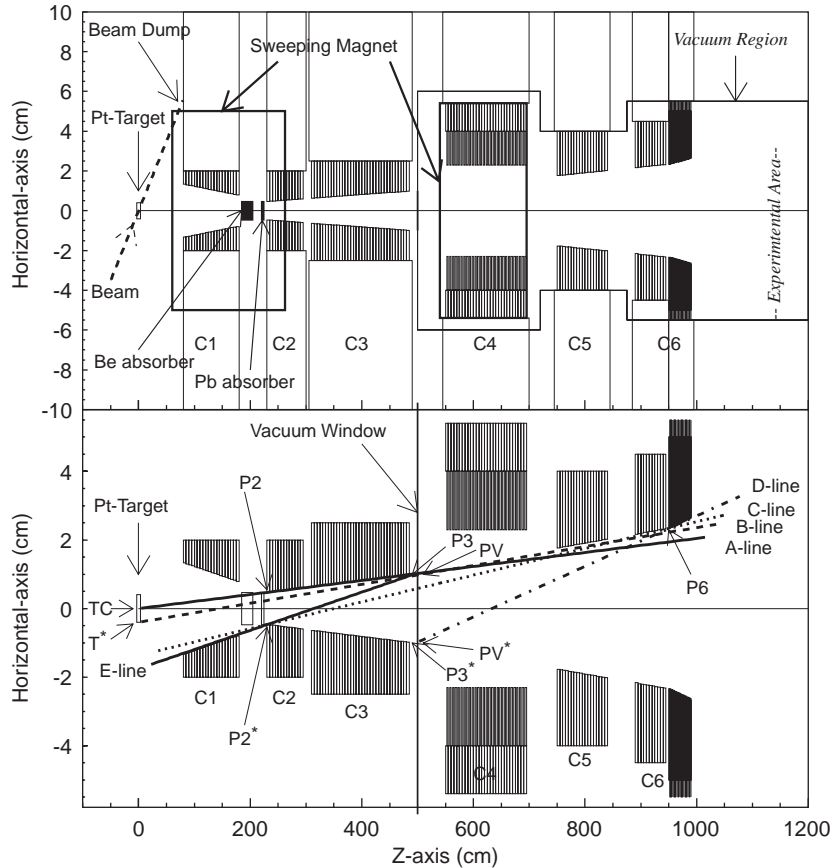 10
8
6
4
2
0
-2
-4
-6
-8
-10
Horizontal-axis (cm)
Beam Dump
Sweeping Magnet
Vacuum Region
Pt-Target
Beam
Be absorber
Pb absorber
C1
C2
C3
C4
C5
C6
-- Experimtental Area--
4
2
0
-2
-4
Horizontal-axis (cm)
Vacuum Window
P2
Pt-Target
D-line
C-line
B-line
A-line
P3
PV
P6
TC
T*
E-line
C1
C2
C3
P2*
P3*
PV*
C4
C5
C6
0
200
400
600
800
1000
1200
Z-axis (cm)